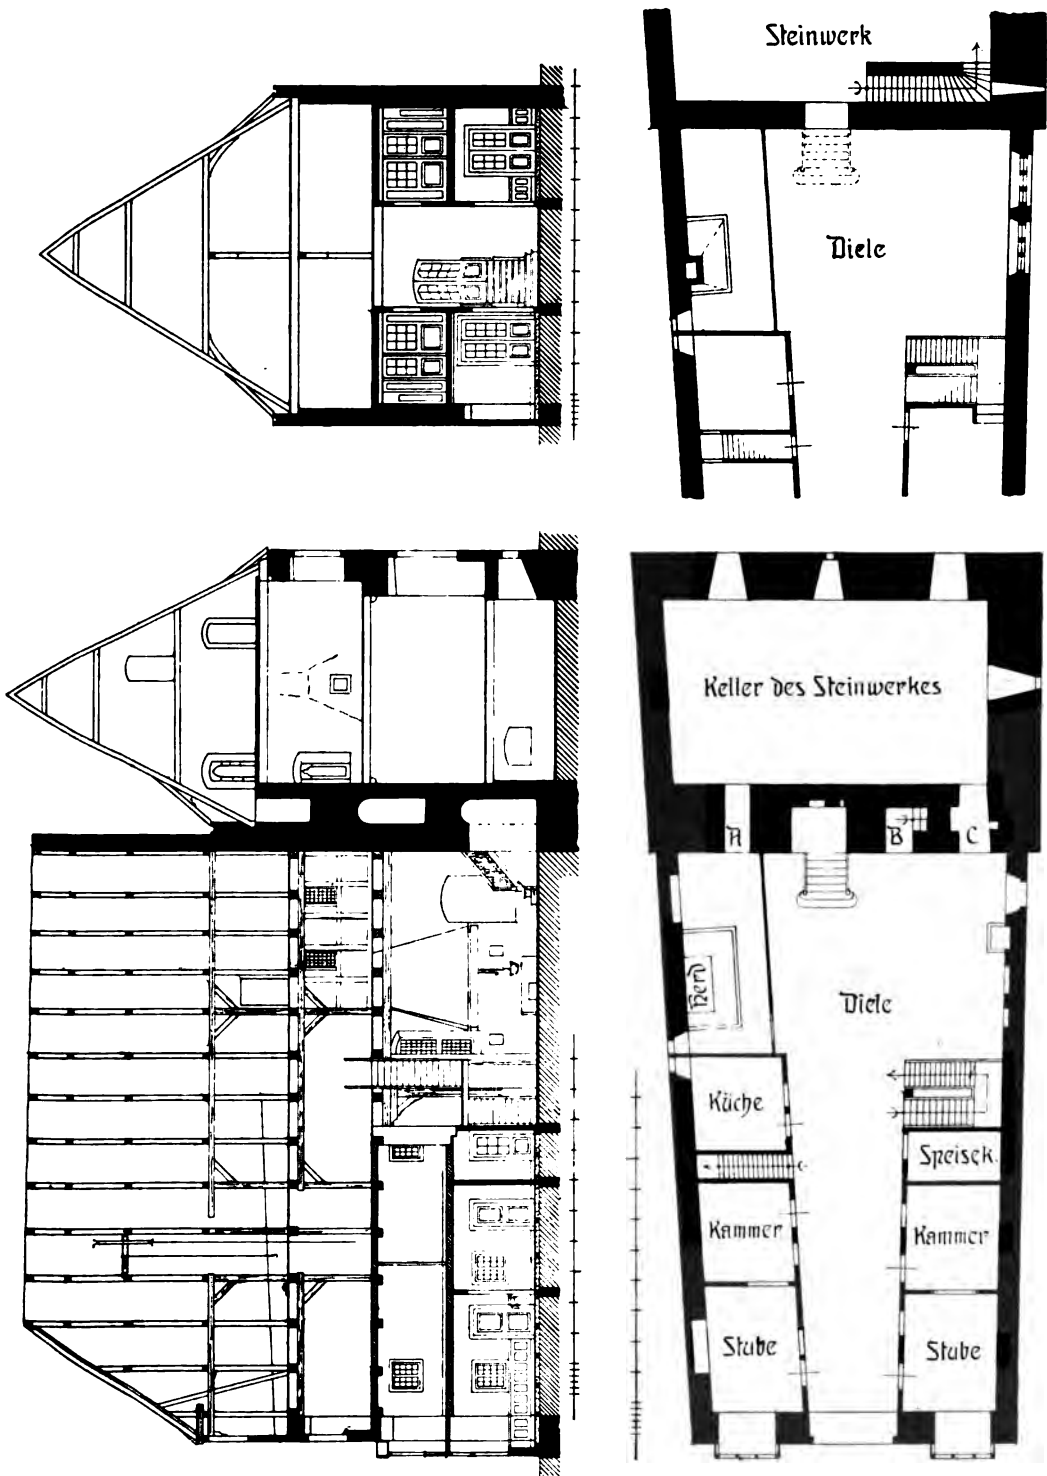 Steinwerk
Diele
Keller des Steinwerkes
A B C
Herd
Diele
Küche
Speisek.
Kammer
Kammer
Stube
Stube